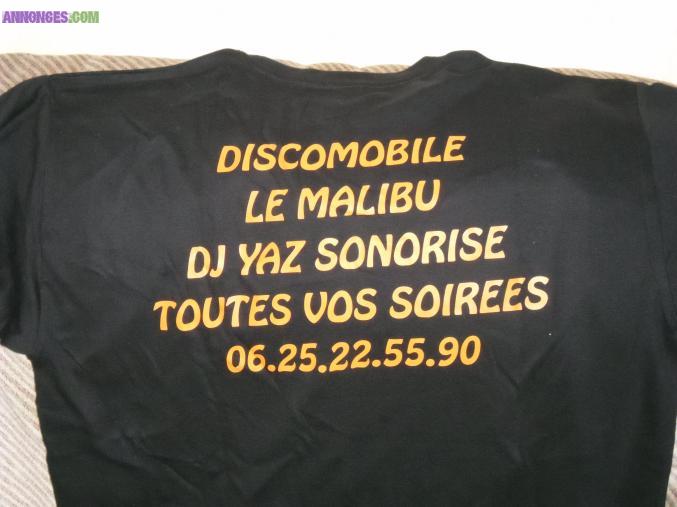 ANNONCES.COM
DISCOMOBILE
LE MALIBU
DJ YAZ SONORISE
TOUTES VOS SOIREES
06.25.22.55.90